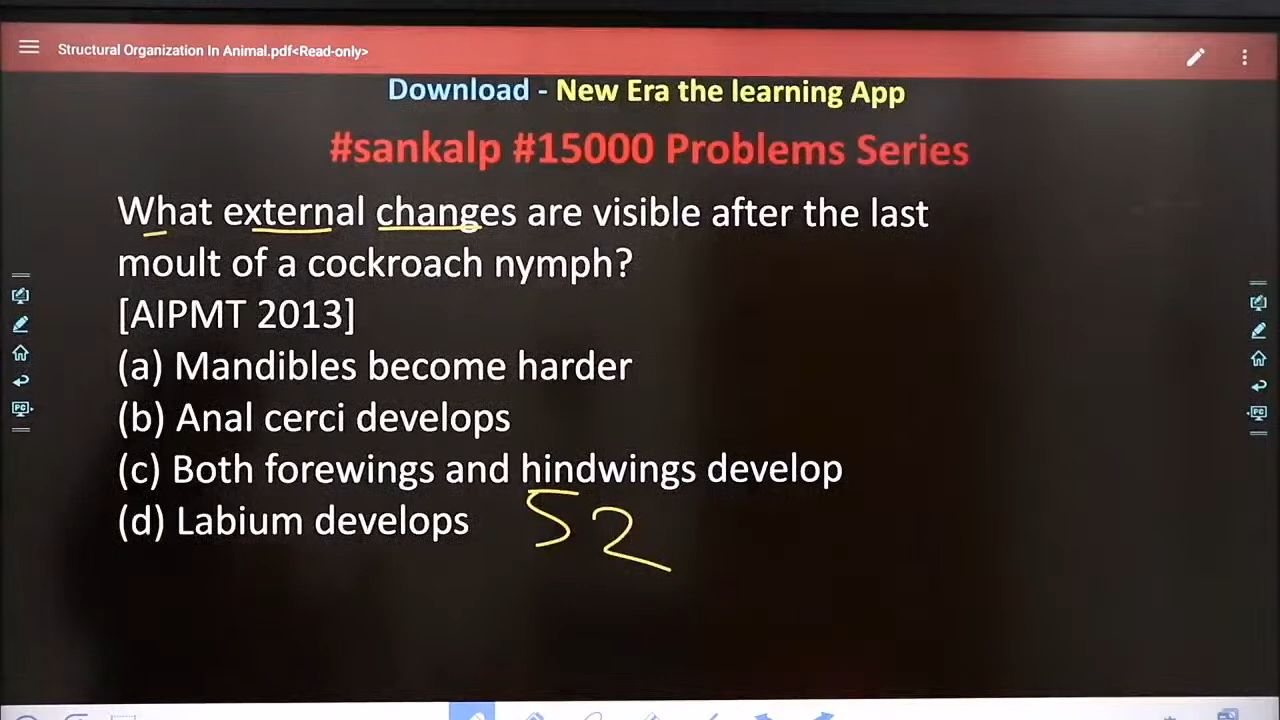 Structural Organization In Animal.pdf<Read-only>
Download - New Era the learning App
#sankalp #15000 Problems Series
What external changes are visible after the last
moult of a cockroach nymph?
[AIPMT 2013]
(a) Mandibles become harder
(b) Anal cerci develops
(c) Both forewings and hindwings develop
(d) Labium develops
52
PC
PC